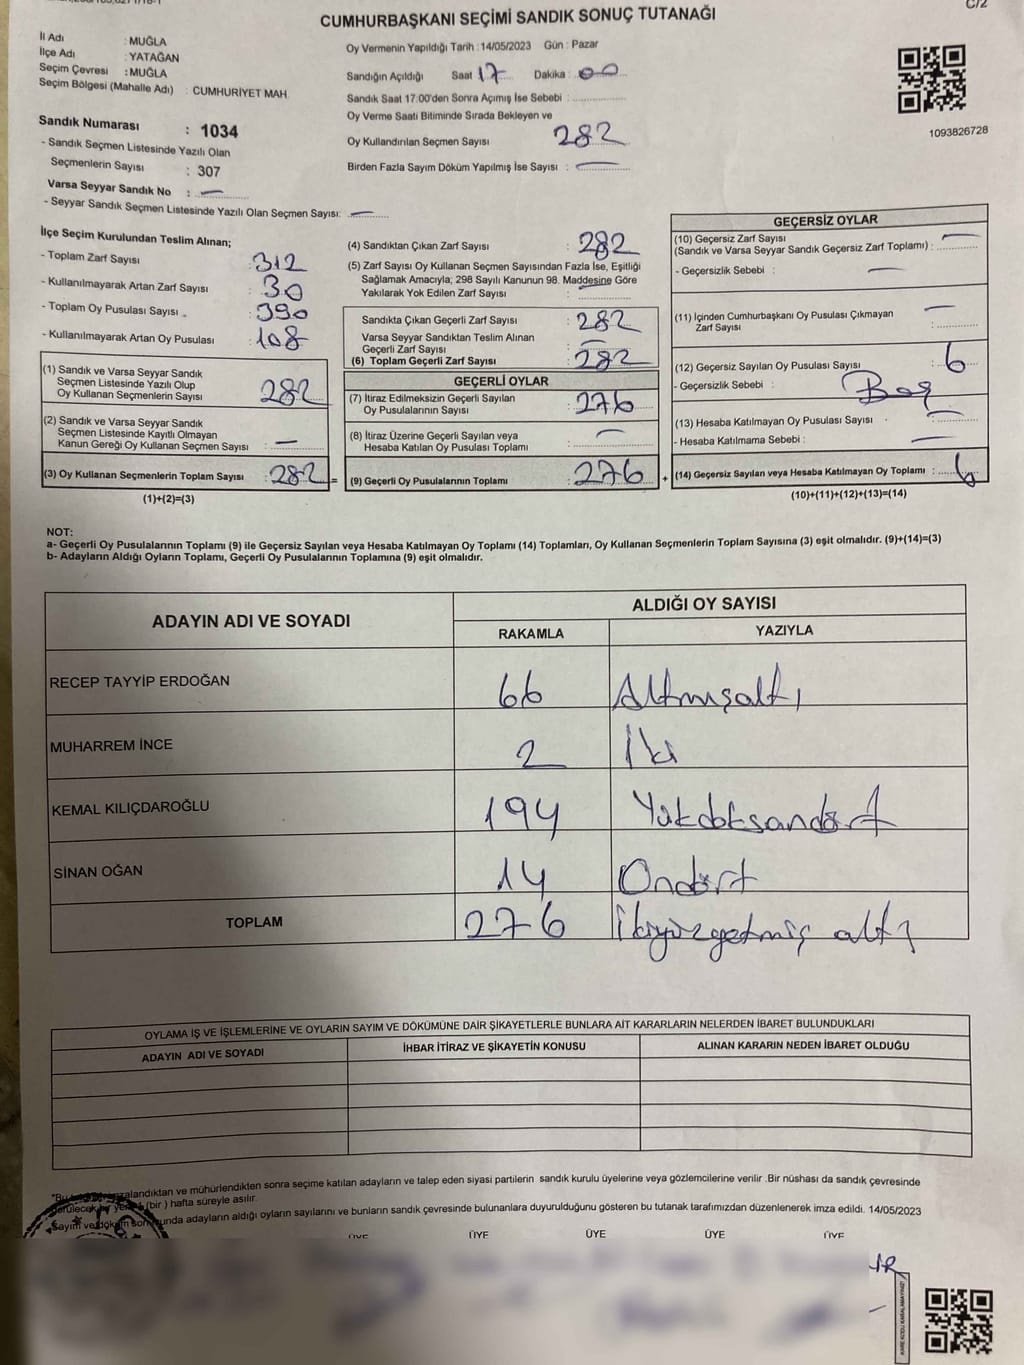 C/2
CUMHURBAŞKANI SEÇİMİ SANDIK SONUÇ TUTANAĞI
İl Adı : MUĞLA
İlçe Adı : YATAĞAN
Seçim Çevresi : MUĞLA
Seçim Bölgesi (Mahalle Adı) : CUMHURİYET MAH.
Oy Vermenin Yapıldığı Tarih : 14/05/2023 Gün : Pazar
Sandığın Açıldığı Saat 17 Dakika : 00
Sandık Saat 17:00'den Sonra Açımış İse Sebebi :
Oy Verme Saati Bitiminde Sırada Bekleyen ve
Oy Kullandırılan Seçmen Sayısı 282
Birden Fazla Sayım Döküm Yapılmış İse Sayısı : —
1093826728
Sandık Numarası : 1034
- Sandık Seçmen Listesinde Yazılı Olan
Seçmenlerin Sayısı : 307
Varsa Seyyar Sandık No : —
- Seyyar Sandık Seçmen Listesinde Yazılı Olan Seçmen Sayısı: —
İlçe Seçim Kurulundan Teslim Alınan;
- Toplam Zarf Sayısı : 312
- Kullanılmayarak Artan Zarf Sayısı : 30
- Toplam Oy Pusulası Sayısı : 390
- Kullanılmayarak Artan Oy Pusulası : 108
(1) Sandık ve Varsa Seyyar Sandık
Seçmen Listesinde Yazılı Olup
Oy Kullanan Seçmenlerin Sayısı 282
(2) Sandık ve Varsa Seyyar Sandık
Seçmen Listesinde Kayıtlı Olmayan
Kanun Gereği Oy Kullanan Seçmen Sayısı : —
(3) Oy Kullanan Seçmenlerin Toplam Sayısı : 282 =
(1)+(2)=(3)
(4) Sandıktan Çıkan Zarf Sayısı : 282
(5) Zarf Sayısı Oy Kullanan Seçmen Sayısından Fazla İse, Eşitliği
Sağlamak Amacıyla; 298 Sayılı Kanunun 98. Maddesine Göre
Yakılarak Yok Edilen Zarf Sayısı : —
Sandıkta Çıkan Geçerli Zarf Sayısı : 282
Varsa Seyyar Sandıktan Teslim Alınan
Geçerli Zarf Sayısı : —
(6) Toplam Geçerli Zarf Sayısı : 282
GEÇERLİ OYLAR
(7) İtiraz Edilmeksizin Geçerli Sayılan
Oy Pusulalarının Sayısı : 276
(8) İtiraz Üzerine Geçerli Sayılan veya
Hesaba Katılan Oy Pusulası Toplamı : —
(9) Geçerli Oy Pusulalarının Toplamı : 276 +
GEÇERSİZ OYLAR
(10) Geçersiz Zarf Sayısı —
(Sandık ve Varsa Seyyar Sandık Geçersiz Zarf Toplamı) :
- Geçersizlik Sebebi : —
(11) İçinden Cumhurbaşkanı Oy Pusulası Çıkmayan
Zarf Sayısı : —
(12) Geçersiz Sayılan Oy Pusulası Sayısı : 6
- Geçersizlik Sebebi : Boş
(13) Hesaba Katılmayan Oy Pusulası Sayısı : —
- Hesaba Katılmama Sebebi : —
(14) Geçersiz Sayılan veya Hesaba Katılmayan Oy Toplamı : 6
(10)+(11)+(12)+(13)=(14)
NOT:
a- Geçerli Oy Pusulalarının Toplamı (9) ile Geçersiz Sayılan veya Hesaba Katılmayan Oy Toplamı (14) Toplamları, Oy Kullanan Seçmenlerin Toplam Sayısına (3) eşit olmalıdır. (9)+(14)=(3)
b- Adayların Aldığı Oyların Toplamı, Geçerli Oy Pusulalarının Toplamına (9) eşit olmalıdır.
ADAYIN ADI VE SOYADI ALDIĞI OY SAYISI
RAKAMLA YAZIYLA
RECEP TAYYİP ERDOĞAN 66 Altmışaltı
MUHARREM İNCE 2 İki
KEMAL KILIÇDAROĞLU 194 Yükdoksandört
SİNAN OĞAN 14 Ondört
TOPLAM 276 İkiyüzyetmiş altı
OYLAMA İŞ VE İŞLEMLERİNE VE OYLARIN SAYIM VE DÖKÜMÜNE DAİR ŞİKAYETLERLE BUNLARA AİT KARARLARIN NELERDEN İBARET BULUNDUKLARI
ADAYIN ADI VE SOYADI İHBAR İTİRAZ VE ŞİKAYETİN KONUSU ALINAN KARARIN NEDEN İBARET OLDUĞU
mühürlendikten sonra seçime katılan adayların ve talep eden siyasi partilerin sandık kurulu üyelerine veya gözlemcilerine verilir .Bir nüshası da sandık çevresinde
(bir ) hafta süreyle asılır.
adayların aldığı oyların sayılarını ve bunların sandık çevresinde bulunanlara duyurulduğunu gösteren bu tutanak tarafımızdan düzenlenerek imza edildi. 14/05/2023
ÜYE ÜYE ÜYE ÜYE ÜYE
KARE KODU KARALAMAYINIZ!